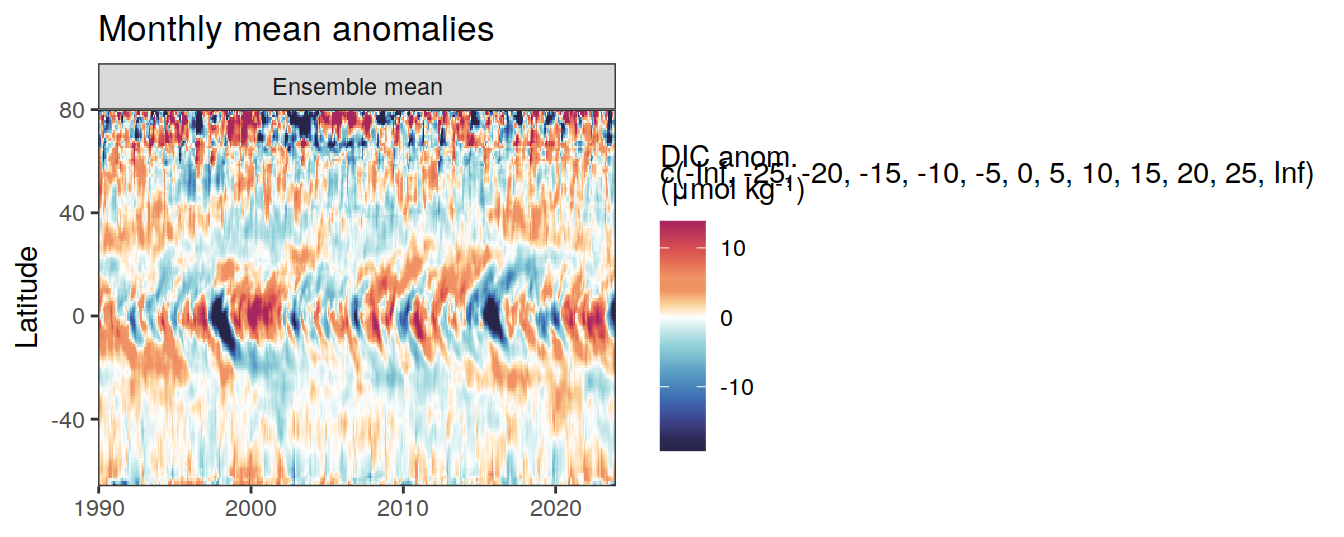 Monthly mean anomalies
Ensemble mean
80
40
0
-40
Latitude
1990
2000
2010
2020
DIC anom.
c(-Inf, -25, -20, -15, -10, -5, 0, 5, 10, 15, 20, 25, Inf)
(μmol kg⁻¹)
10
0
-10